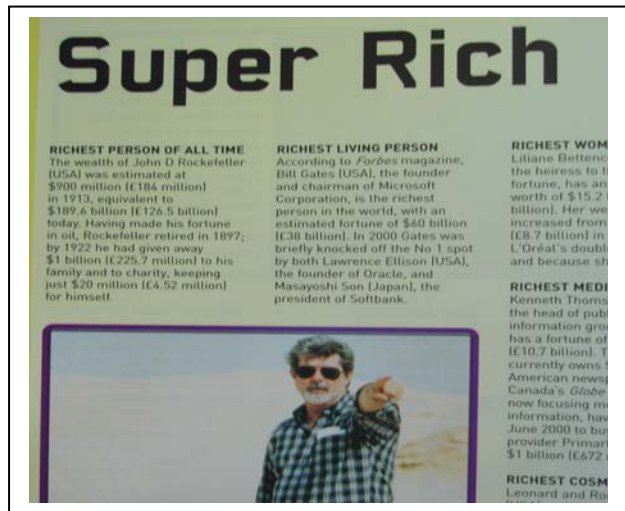 Super Rich
RICHEST PERSON OF ALL TIME
The wealth of John D Rockefeller
(USA) was estimated at
$900 million (£184 million)
in 1913, equivalent to
$189.6 billion (£126.5 billion)
today. Having made his fortune
in oil, Rockefeller retired in 1897;
by 1922 he had given away
$1 billion (£225.7 million) to his
family and to charity, keeping
just $20 million (£4.52 million)
for himself.
RICHEST LIVING PERSON
According to Forbes magazine,
Bill Gates (USA), the founder
and chairman of Microsoft
Corporation, is the richest
person in the world, with an
estimated fortune of $60 billion
(£38 billion). In 2000 Gates was
briefly knocked off the No 1 spot
by both Lawrence Ellison (USA),
the founder of Oracle, and
Masayoshi Son (Japan), the
president of Softbank.
RICHEST WOM
Liliane Bettenc
the heiress to t
fortune, has an
worth of $15.2
billion). Her we
increased from
(£8.7 billion) in
L'Oréal's doubl
and because sh
RICHEST MEDI
Kenneth Thoms
the head of publ
information grou
has a fortune of
(£10.7 billion). T
currently owns
American newsp
Canada's Globe
now focusing m
information, hav
June 2000 to bu
provider Primar
$1 billion (£672
RICHEST COSM
Leonard and Ro